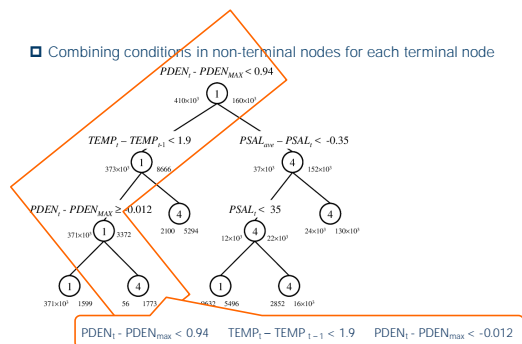 Combining conditions in non-terminal nodes for each terminal node
PDENt - PDENMAX < 0.94
1
410×10³ 160×10³
TEMPt – TEMPt-1 < 1.9 PSALave – PSALt < -0.35
1 4
373×10³ 8666 37×10³ 152×10³
PDENt - PDENMAX ≥ -0.012 PSALt < 35
1 4 4 4
371×10³ 3372 2100 5294 12×10³ 22×10³ 24×10³ 130×10³
1 4 1 4
371×10³ 1599 56 1773 9632 5496 2852 16×10³
PDENt - PDENmax < 0.94 TEMPt – TEMP t – 1 < 1.9 PDENt - PDENmax < -0.012